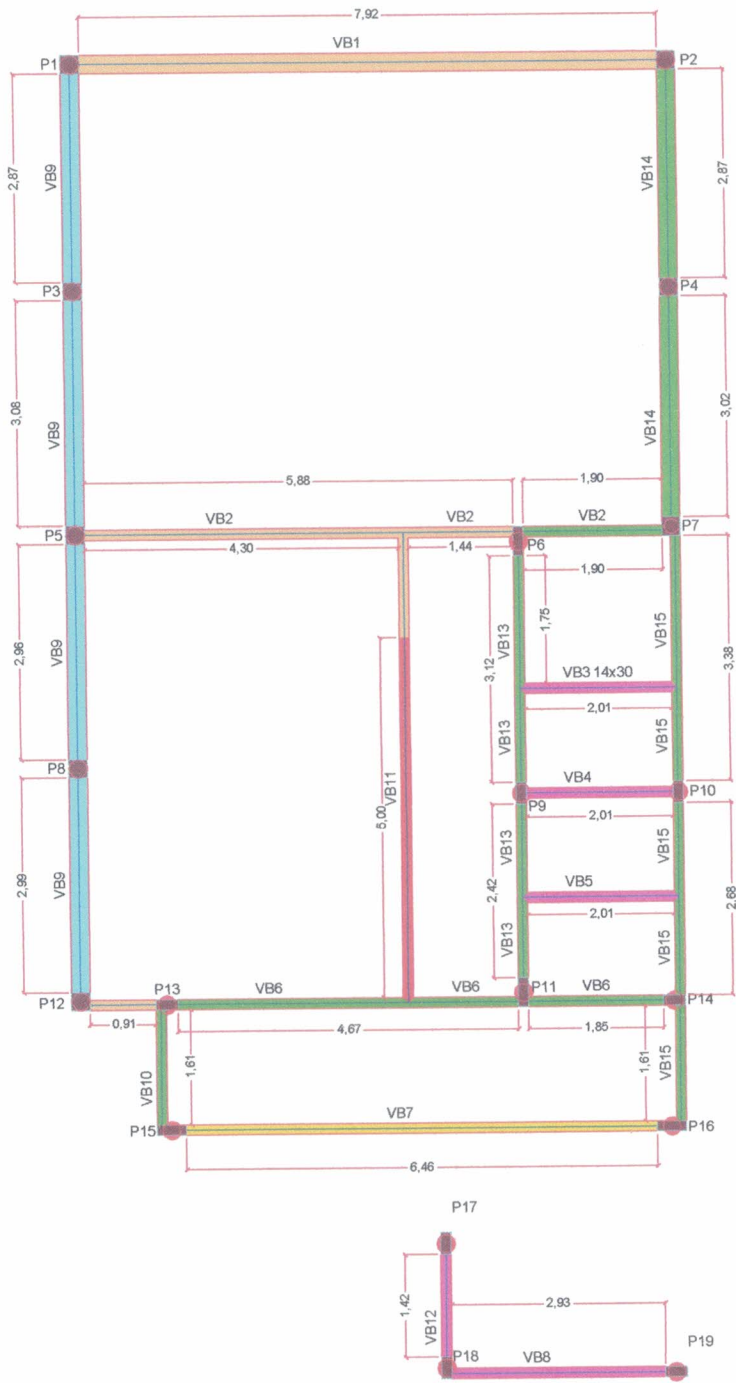 7,92
VB1
P1
P2
2,87
VB9
VB14
2,87
P3
P4
3,08
VB9
VB14
3,02
5,88
1,90
VB2
VB2
VB2
P5
P7
P6
4,30
1,44
1,90
2,96
VB9
3,12
VB13
1,75
VB15
3,38
VB3 14x30
2,01
VB13
VB15
P8
VB11
5,00
VB4
P9
P10
2,01
2,99
VB9
2,42
VB13
VB15
2,68
VB5
2,01
VB13
VB15
P12
P13
VB6
VB6
P11
VB6
P14
0,91
4,67
1,85
VB10
1,61
1,61
VB15
VB7
P15
P16
6,46
P17
1,42
VB12
2,93
P18
VB8
P19